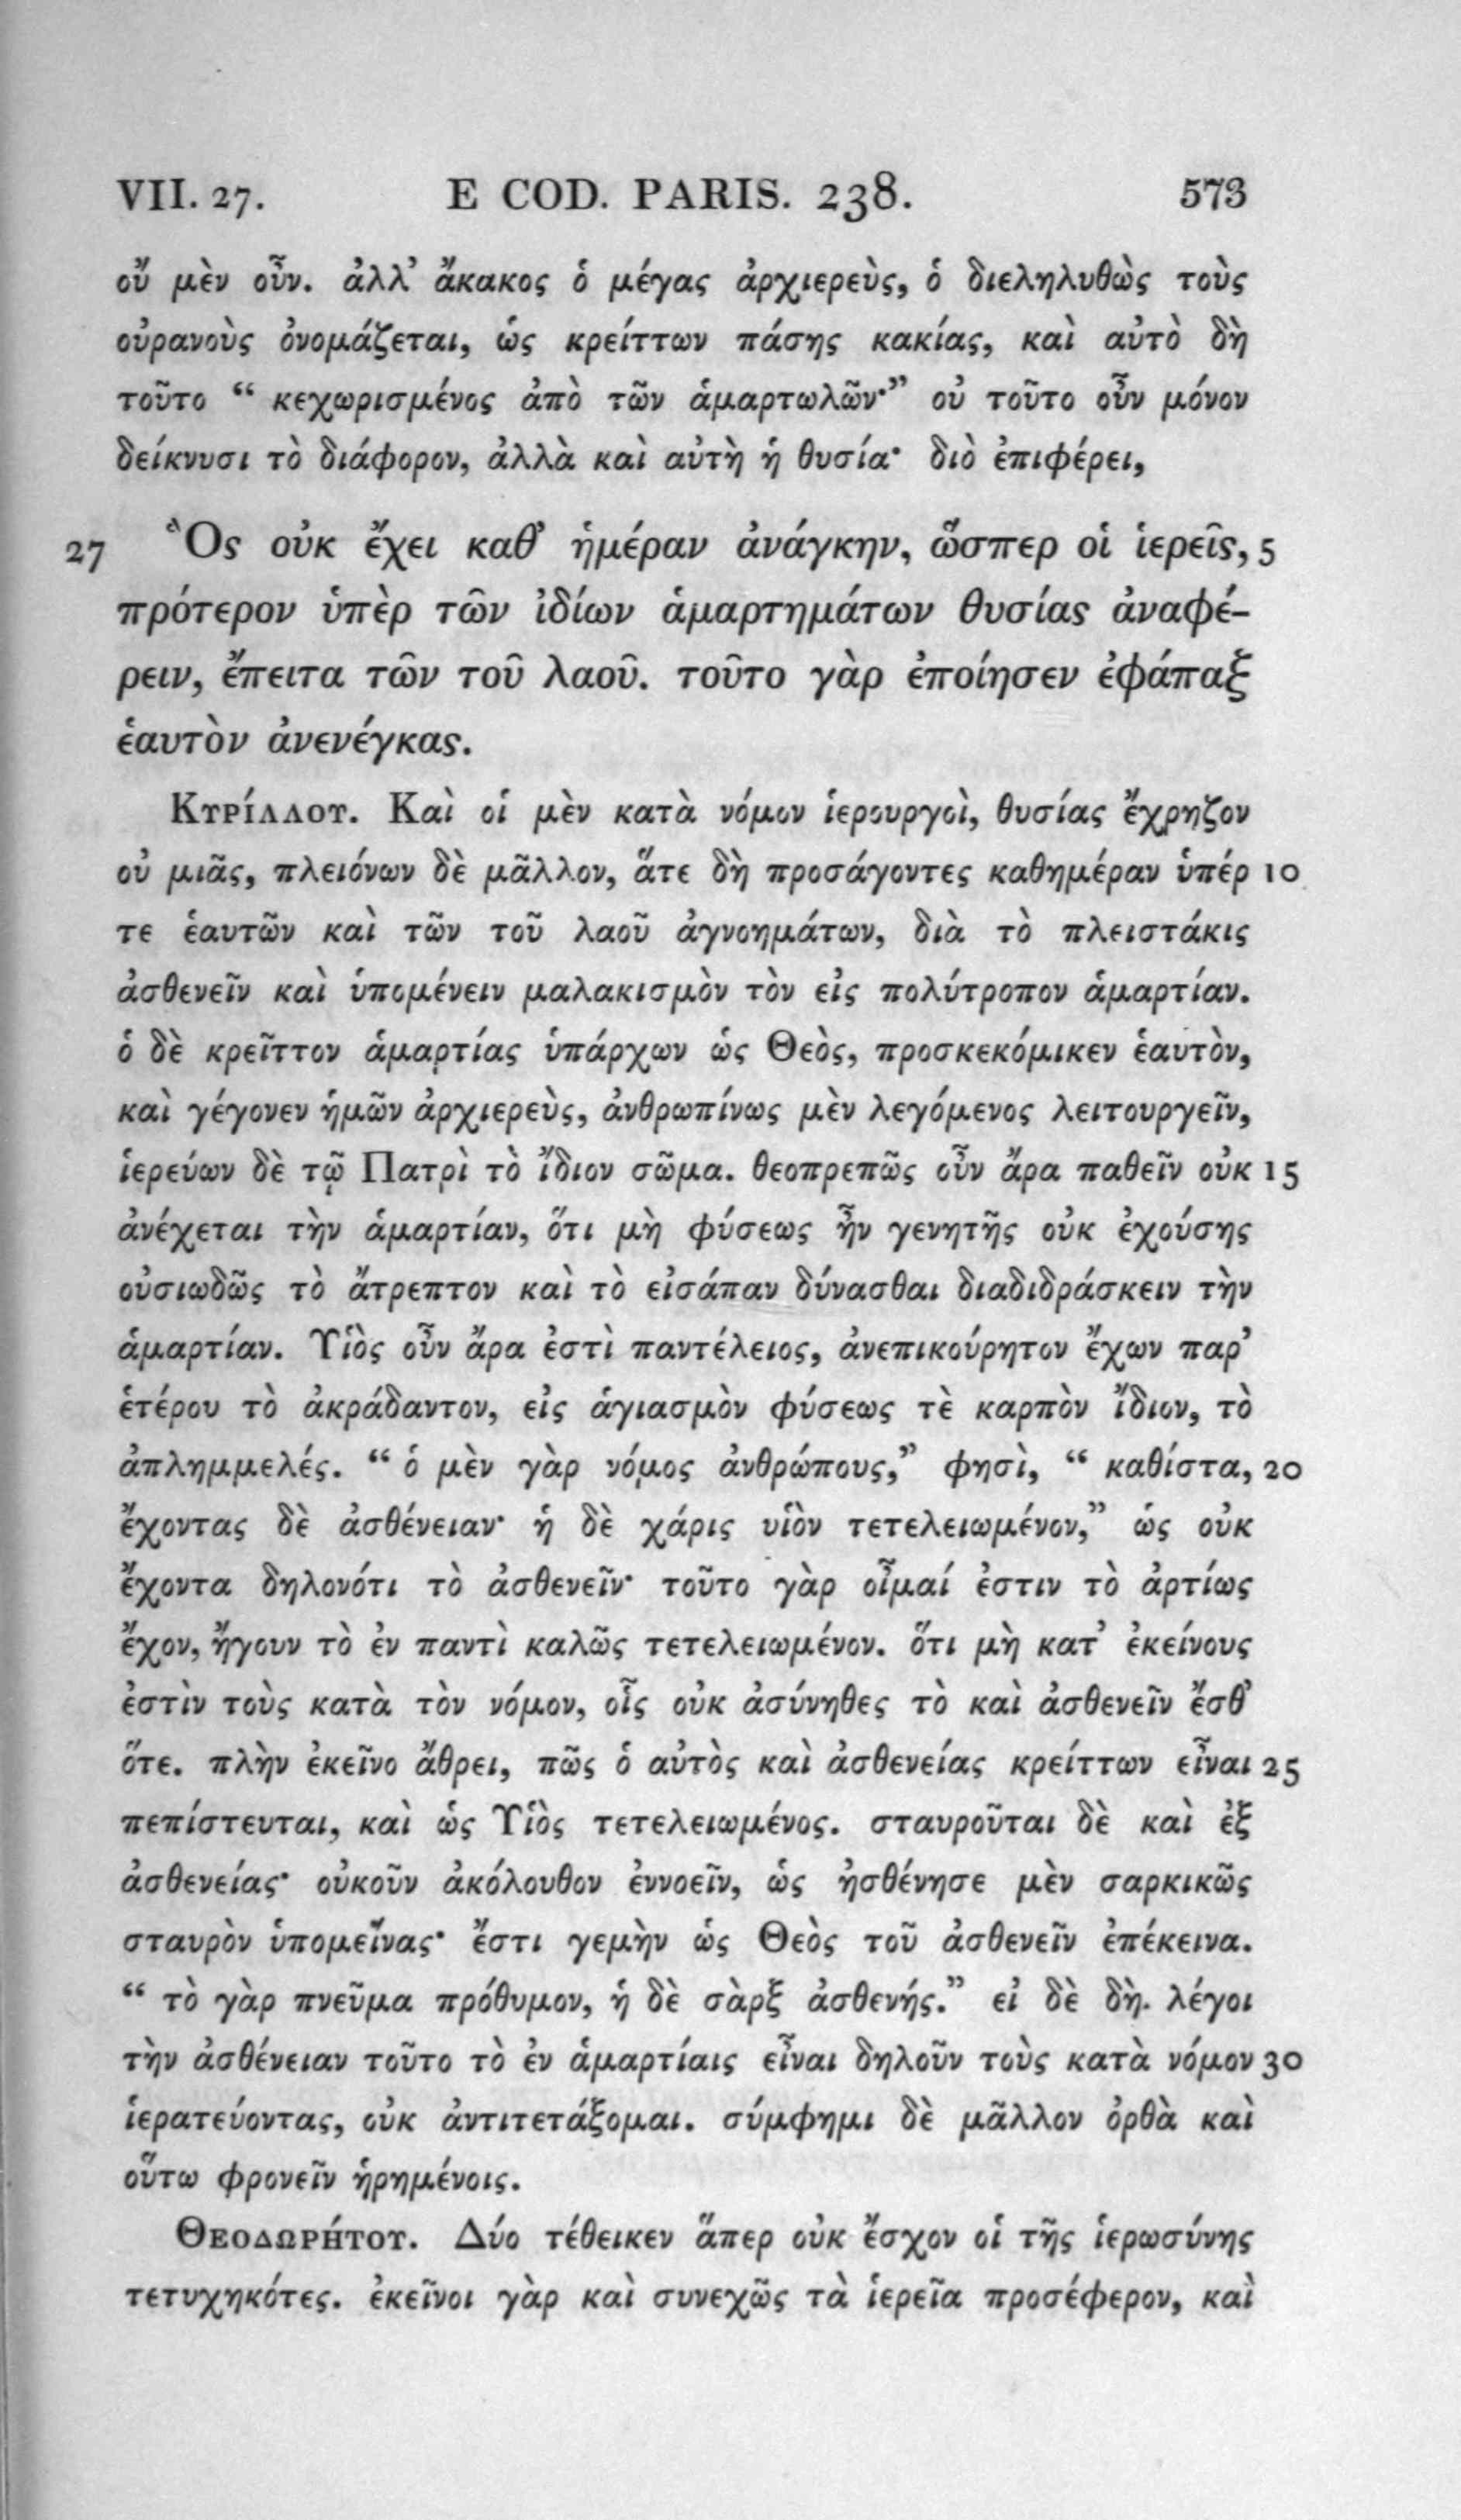 VII. 27. E COD. PARIS. 238. 573
οὔ μὲν οὖν. ἀλλ’ ἄκακος ὁ μέγας ἀρχιερεὺς, ὁ διεληλυθὼς τοὺς
οὐρανοὺς ὀνομάζεται, ὡς κρείττων πάσης κακίας, καὶ αὐτὸ δὴ
τοῦτο “ κεχωρισμένος ἀπὸ τῶν ἁμαρτωλῶν·” οὐ τοῦτο οὖν μόνον
δείκνυσι τὸ διάφορον, ἀλλὰ καὶ αὐτὴ ἡ θυσία· διὸ ἐπιφέρει,
27 Ὃς οὐκ ἔχει καθ’ ἡμέραν ἀνάγκην, ὥσπερ οἱ ἱερεῖς, 5
πρότερον ὑπὲρ τῶν ἰδίων ἁμαρτημάτων θυσίας ἀναφέ-
ρειν, ἔπειτα τῶν τοῦ λαοῦ. τοῦτο γὰρ ἐποίησεν ἐφάπαξ
ἑαυτὸν ἀνενέγκας.
Κυρίλλου. Καὶ οἱ μὲν κατὰ νόμον ἱερουργοὶ, θυσίας ἔχρηζον
οὐ μιᾶς, πλειόνων δὲ μᾶλλον, ἅτε δὴ προσάγοντες καθημέραν ὑπέρ 10
τε ἑαυτῶν καὶ τῶν τοῦ λαοῦ ἀγνοημάτων, διὰ τὸ πλειστάκις
ἀσθενεῖν καὶ ὑπομένειν μαλακισμὸν τὸν εἰς πολύτροπον ἁμαρτίαν.
ὁ δὲ κρεῖττον ἁμαρτίας ὑπάρχων ὡς Θεὸς, προσκεκόμικεν ἑαυτὸν,
καὶ γέγονεν ἡμῶν ἀρχιερεὺς, ἀνθρωπίνως μὲν λεγόμενος λειτουργεῖν,
ἱερεύων δὲ τῷ Πατρὶ τὸ ἴδιον σῶμα. θεοπρεπῶς οὖν ἄρα παθεῖν οὐκ 15
ἀνέχεται τὴν ἁμαρτίαν, ὅτι μὴ φύσεως ἦν γενητῆς οὐκ ἐχούσης
οὐσιωδῶς τὸ ἄτρεπτον καὶ τὸ εἰσάπαν δύνασθαι διαδιδράσκειν τὴν
ἁμαρτίαν. Υἱὸς οὖν ἄρα ἐστὶ παντέλειος, ἀνεπικούρητον ἔχων παρ’
ἑτέρου τὸ ἀκράδαντον, εἰς ἁγιασμὸν φύσεως τὲ καρπὸν ἴδιον, τὸ
ἀπλημμελές. “ ὁ μὲν γὰρ νόμος ἀνθρώπους,” φησὶ, “ καθίστα, 20
ἔχοντας δὲ ἀσθένειαν· ἡ δὲ χάρις υἱὸν τετελειωμένον,” ὡς οὐκ
ἔχοντα δηλονότι τὸ ἀσθενεῖν· τοῦτο γὰρ οἶμαί ἐστιν τὸ ἀρτίως
ἔχον, ἤγουν τὸ ἐν παντὶ καλῶς τετελειωμένον. ὅτι μὴ κατ’ ἐκείνους
ἐστὶν τοὺς κατὰ τὸν νόμον, οἷς οὐκ ἀσύνηθες τὸ καὶ ἀσθενεῖν ἔσθ’
ὅτε. πλὴν ἐκεῖνο ἄθρει, πῶς ὁ αὐτὸς καὶ ἀσθενείας κρείττων εἶναι 25
πεπίστευται, καὶ ὡς Υἱὸς τετελειωμένος. σταυροῦται δὲ καὶ ἐξ
ἀσθενείας· οὐκοῦν ἀκόλουθον ἐννοεῖν, ὡς ἠσθένησε μὲν σαρκικῶς
σταυρὸν ὑπομείνας· ἔστι γεμὴν ὡς Θεὸς τοῦ ἀσθενεῖν ἐπέκεινα.
“ τὸ γὰρ πνεῦμα πρόθυμον, ἡ δὲ σὰρξ ἀσθενής.” εἰ δὲ δη. λέγοι
τὴν ἀσθένειαν τοῦτο τὸ ἐν ἁμαρτίαις εἶναι δηλοῦν τοὺς κατὰ νόμον 30
ἱερατεύοντας, οὐκ ἀντιτετάξομαι. σύμφημι δὲ μᾶλλον ὀρθὰ καὶ
οὕτω φρονεῖν ᾑρημένοις.
Θεοδωρήτου. Δύο τέθεικεν ἅπερ οὐκ ἔσχον οἱ τῆς ἱερωσύνης
τετυχηκότες. ἐκεῖνοι γὰρ καὶ συνεχῶς τὰ ἱερεῖα προσέφερον, καὶ